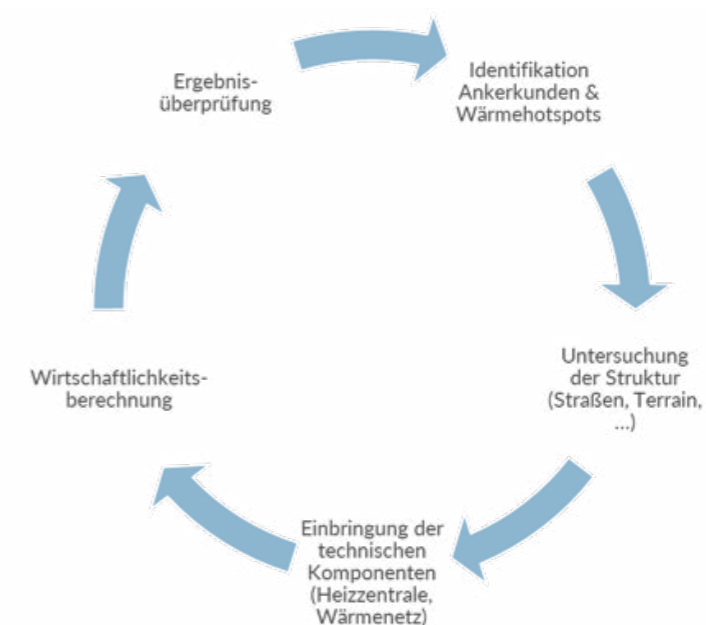 Ergebnis-
überprüfung
Identifikation
Ankerkunden &
Wärmehotspots
Untersuchung
der Struktur
(Straßen, Terrain,
...)
Einbringung der
technischen
Komponenten
(Heizzentrale,
Wärmenetz)
Wirtschaftlichkeits-
berechnung